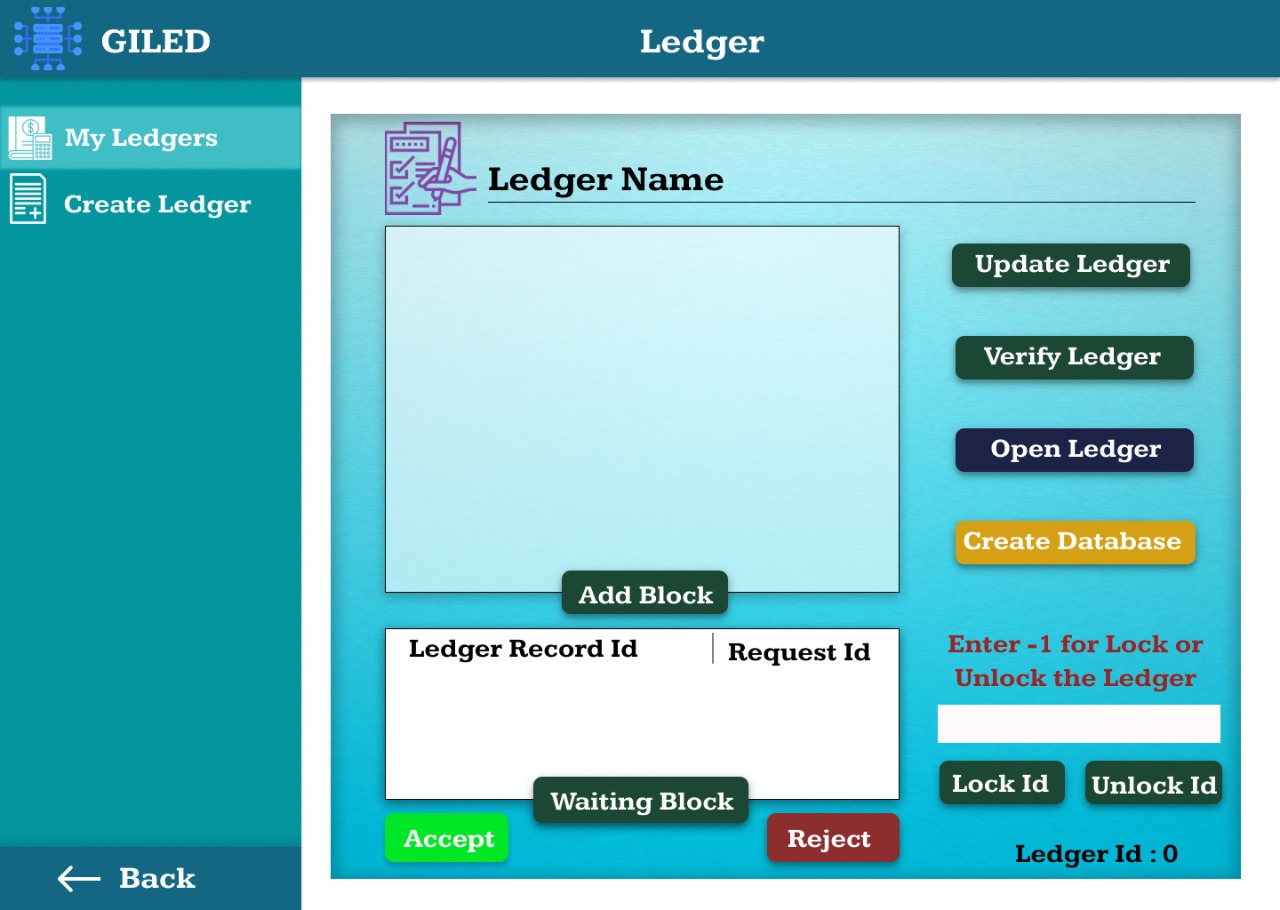 GILED
Ledger
My Ledgers
Create Ledger
Ledger Name
Update Ledger
Verify Ledger
Open Ledger
Create Database
Add Block
Ledger Record Id
Request Id
Enter -1 for Lock or
Unlock the Ledger
Lock Id
Unlock Id
Waiting Block
Accept
Reject
Ledger Id : 0
Back